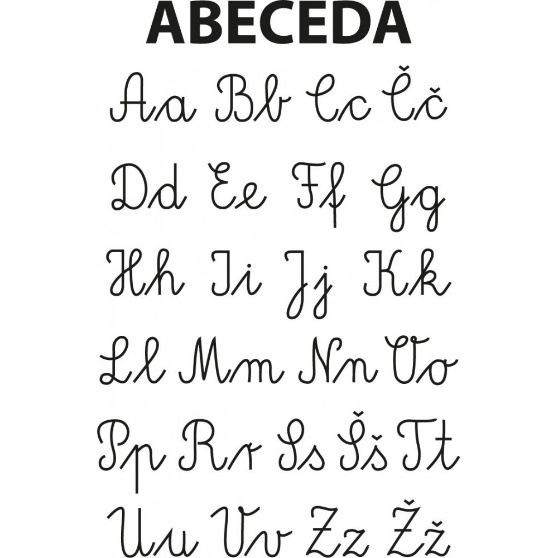 ABECEDA
Aa Bb Cc Čč
Dd Ee Ff Gg
Hh Ii Jj Kk
Ll Mm Nn Oo
Pp Rr Ss Šš Tt
Uu Vv Zz Žž